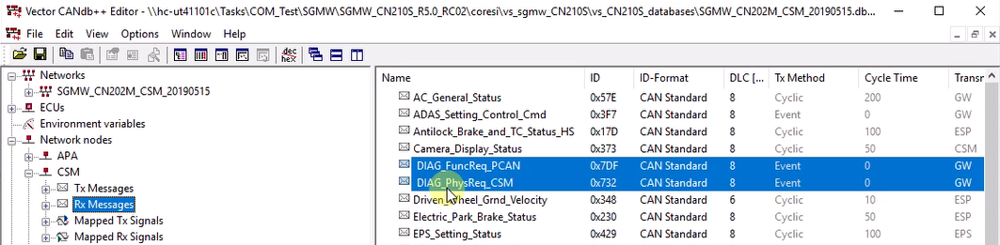 Vector CANdb++ Editor - \\hc-ut41101c\Tasks\COM_Test\SGMW\SGMW_CN210S_R5.0_RC02\coresi\vs_sgmw_CN210S\vs_CN210S_databases\SGMW_CN202M_CSM_20190515.db...
File Edit View Options Window Help
dec hex
Networks
SGMW_CN202M_CSM_20190515
ECUs
Environment variables
Network nodes
APA
CSM
Tx Messages
Rx Messages
Mapped Tx Signals
Mapped Rx Signals
Name ID ID-Format DLC [... Tx Method Cycle Time Transm
AC_General_Status 0x57E CAN Standard 8 Cyclic 200 GW
ADAS_Setting_Control_Cmd 0x3F7 CAN Standard 8 Event 0 GW
Antilock_Brake_and_TC_Status_HS 0x17D CAN Standard 8 Cyclic 100 ESP
Camera_Display_Status 0x373 CAN Standard 8 Cyclic 50 CSM
DIAG_FuncReq_PCAN 0x7DF CAN Standard 8 Event 0 GW
DIAG_PhysReq_CSM 0x732 CAN Standard 8 Event 0 GW
Driven_Wheel_Grnd_Velocity 0x348 CAN Standard 6 Cyclic 10 ESP
Electric_Park_Brake_Status 0x230 CAN Standard 8 Cyclic 50 ESP
EPS_Setting_Status 0x429 CAN Standard 8 Cyclic 100 EPS